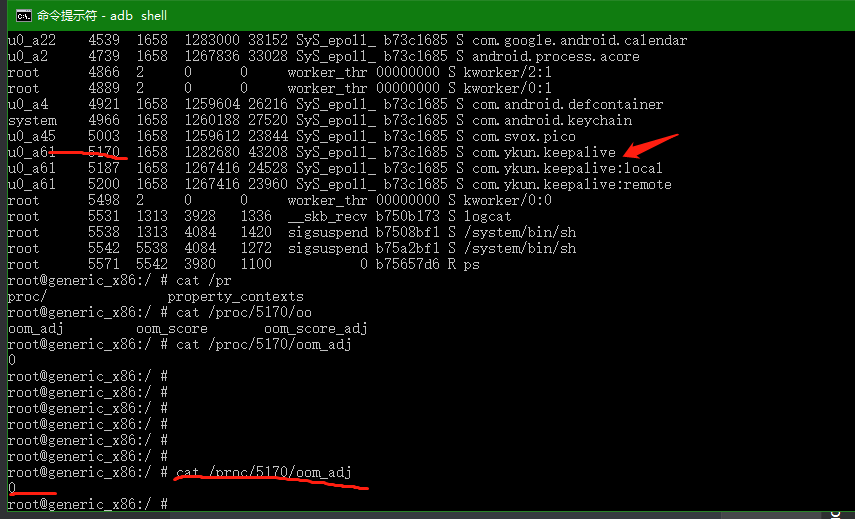 命令提示符 - adb shell
u0_a22 4539 1658 1283000 38152 SyS_epoll_ b73c1685 S com.google.android.calendar
u0_a2 4739 1658 1267836 33028 SyS_epoll_ b73c1685 S android.process.acore
root 4866 2 0 0 worker_thr 00000000 S kworker/2:1
root 4889 2 0 0 worker_thr 00000000 S kworker/0:1
u0_a4 4921 1658 1259604 26216 SyS_epoll_ b73c1685 S com.android.defcontainer
system 4966 1658 1260188 27520 SyS_epoll_ b73c1685 S com.android.keychain
u0_a45 5003 1658 1259612 23844 SyS_epoll_ b73c1685 S com.svox.pico
u0_a61 5170 1658 1282680 43208 SyS_epoll_ b73c1685 S com.ykun.keepalive
u0_a61 5187 1658 1267416 24528 SyS_epoll_ b73c1685 S com.ykun.keepalive:local
u0_a61 5200 1658 1267416 23960 SyS_epoll_ b73c1685 S com.ykun.keepalive:remote
root 5498 2 0 0 worker_thr 00000000 S kworker/0:0
root 5531 1313 3928 1336 __skb_recv b750b173 S logcat
root 5538 1313 4084 1420 sigsuspend b7508bf1 S /system/bin/sh
root 5542 5538 4084 1272 sigsuspend b75a2bf1 S /system/bin/sh
root 5571 5542 3980 1100 0 b75657d6 R ps
root@generic_x86:/ # cat /pr
proc/ property_contexts
root@generic_x86:/ # cat /proc/5170/oo
oom_adj oom_score oom_score_adj
root@generic_x86:/ # cat /proc/5170/oom_adj
0
root@generic_x86:/ #
root@generic_x86:/ #
root@generic_x86:/ #
root@generic_x86:/ #
root@generic_x86:/ #
root@generic_x86:/ #
root@generic_x86:/ # cat /proc/5170/oom_adj
0
root@generic_x86:/ #